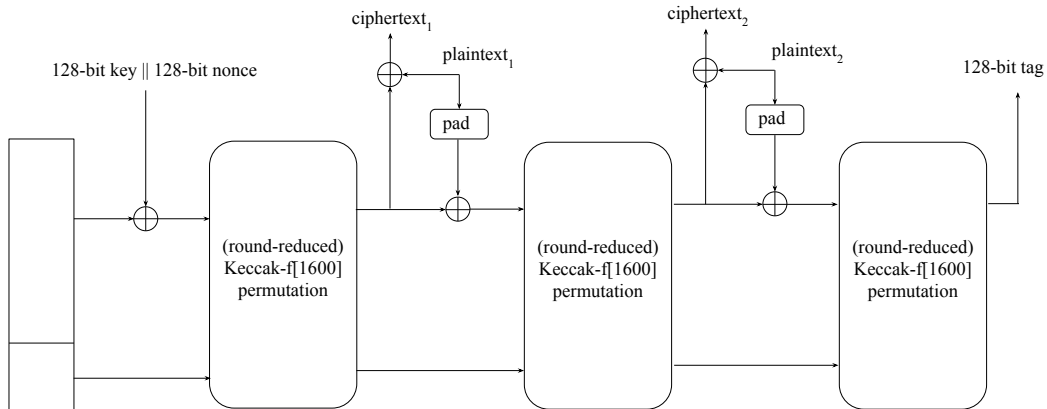 ciphertext₁
ciphertext₂
plaintext₁
plaintext₂
128-bit key || 128-bit nonce
128-bit tag
pad
pad
(round-reduced)
Keccak-f[1600]
permutation
(round-reduced)
Keccak-f[1600]
permutation
(round-reduced)
Keccak-f[1600]
permutation